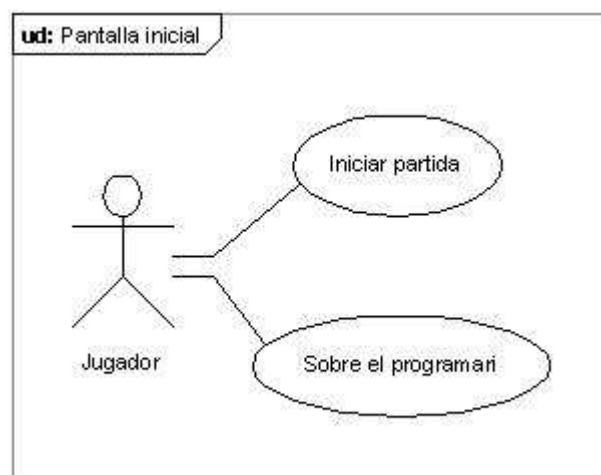 ud: Pantalla inicial
Iniciar partida
Jugador
Sobre el programari